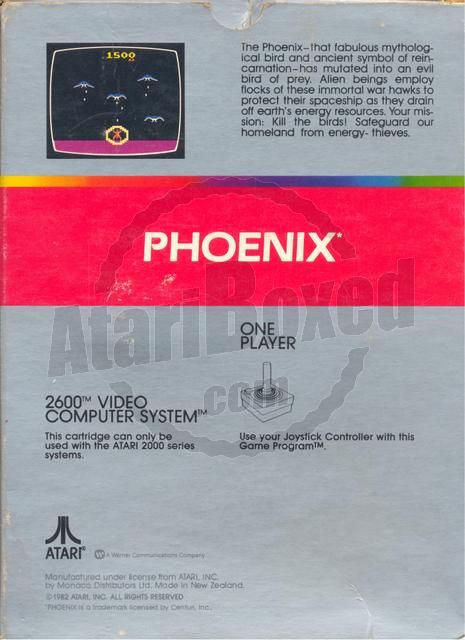 1500
The Phoenix-that fabulous mytholog-
ical bird and ancient symbol of rein-
carnation-has mutated into an evil
bird of prey. Alien beings employ
flocks of these immortal war hawks to
protect their spaceship as they drain
off earth's energy resources. Your mis-
sion: Kill the birds! Safeguard our
homeland from energy-thieves.
PHOENIX*
AtariBoxed
.com
ONE
PLAYER
2600™ VIDEO
COMPUTER SYSTEM™
This cartridge can only be
used with the ATARI 2000 series
systems.
Use your Joystick Controller with this
Game Program™.
ATARI®
W A Warner Communications Company
Manufactured under license from ATARI, INC.
by Monaco Distributors Ltd. Made in New Zealand.
©1982 ATARI, INC. ALL RIGHTS RESERVED
*PHOENIX is a trademark licensed by Centuri, Inc.